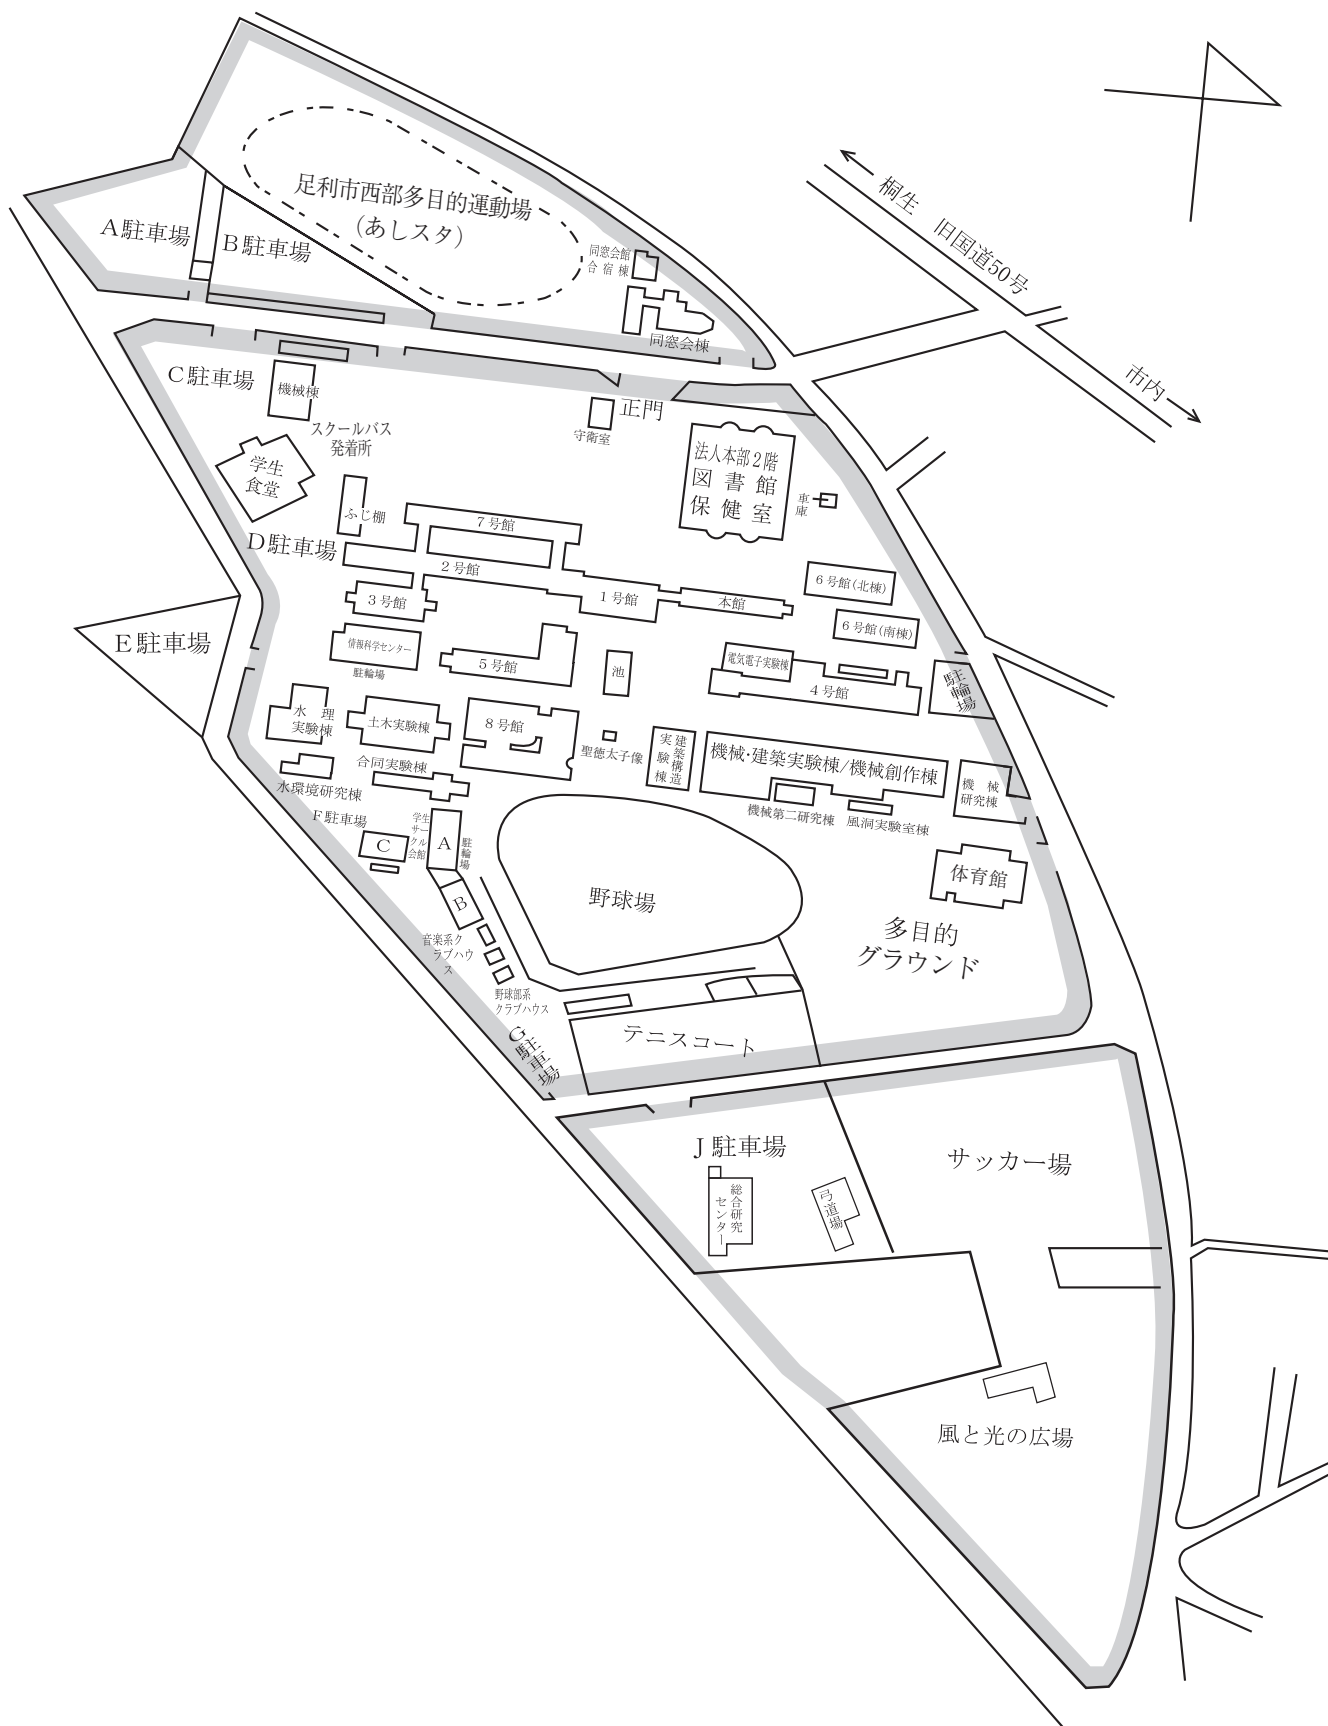 足利市西部多目的運動場
(あしスタ)
A駐車場
B駐車場
同窓会館
合宿棟
同窓会棟
桐生　旧国道50号
市内
C駐車場
機械棟
スクールバス
発着所
正門
守衛室
法人本部2階
図書館
保健室
車庫
学生
食堂
ふじ棚
D駐車場
7号館
2号館
3号館
1号館
本館
6号館(北棟)
6号館(南棟)
E駐車場
情報科学センター
駐輪場
5号館
池
電気電子実験棟
4号館
駐輪場
水理
実験棟
土木実験棟
8号館
聖徳太子像
建築構造
実験棟
機械・建築実験棟/機械創作棟
機械
研究棟
合同実験棟
水環境研究棟
機械第二研究棟
風洞実験室棟
F駐車場
C
学生
サー
クル
会館
A
駐輪場
B
体育館
野球場
多目的
グラウンド
音楽系ク
ラブハウ
ス
野球部系
クラブハウス
G駐車場
テニスコート
J駐車場
サッカー場
総合研究
センター
弓道場
風と光の広場